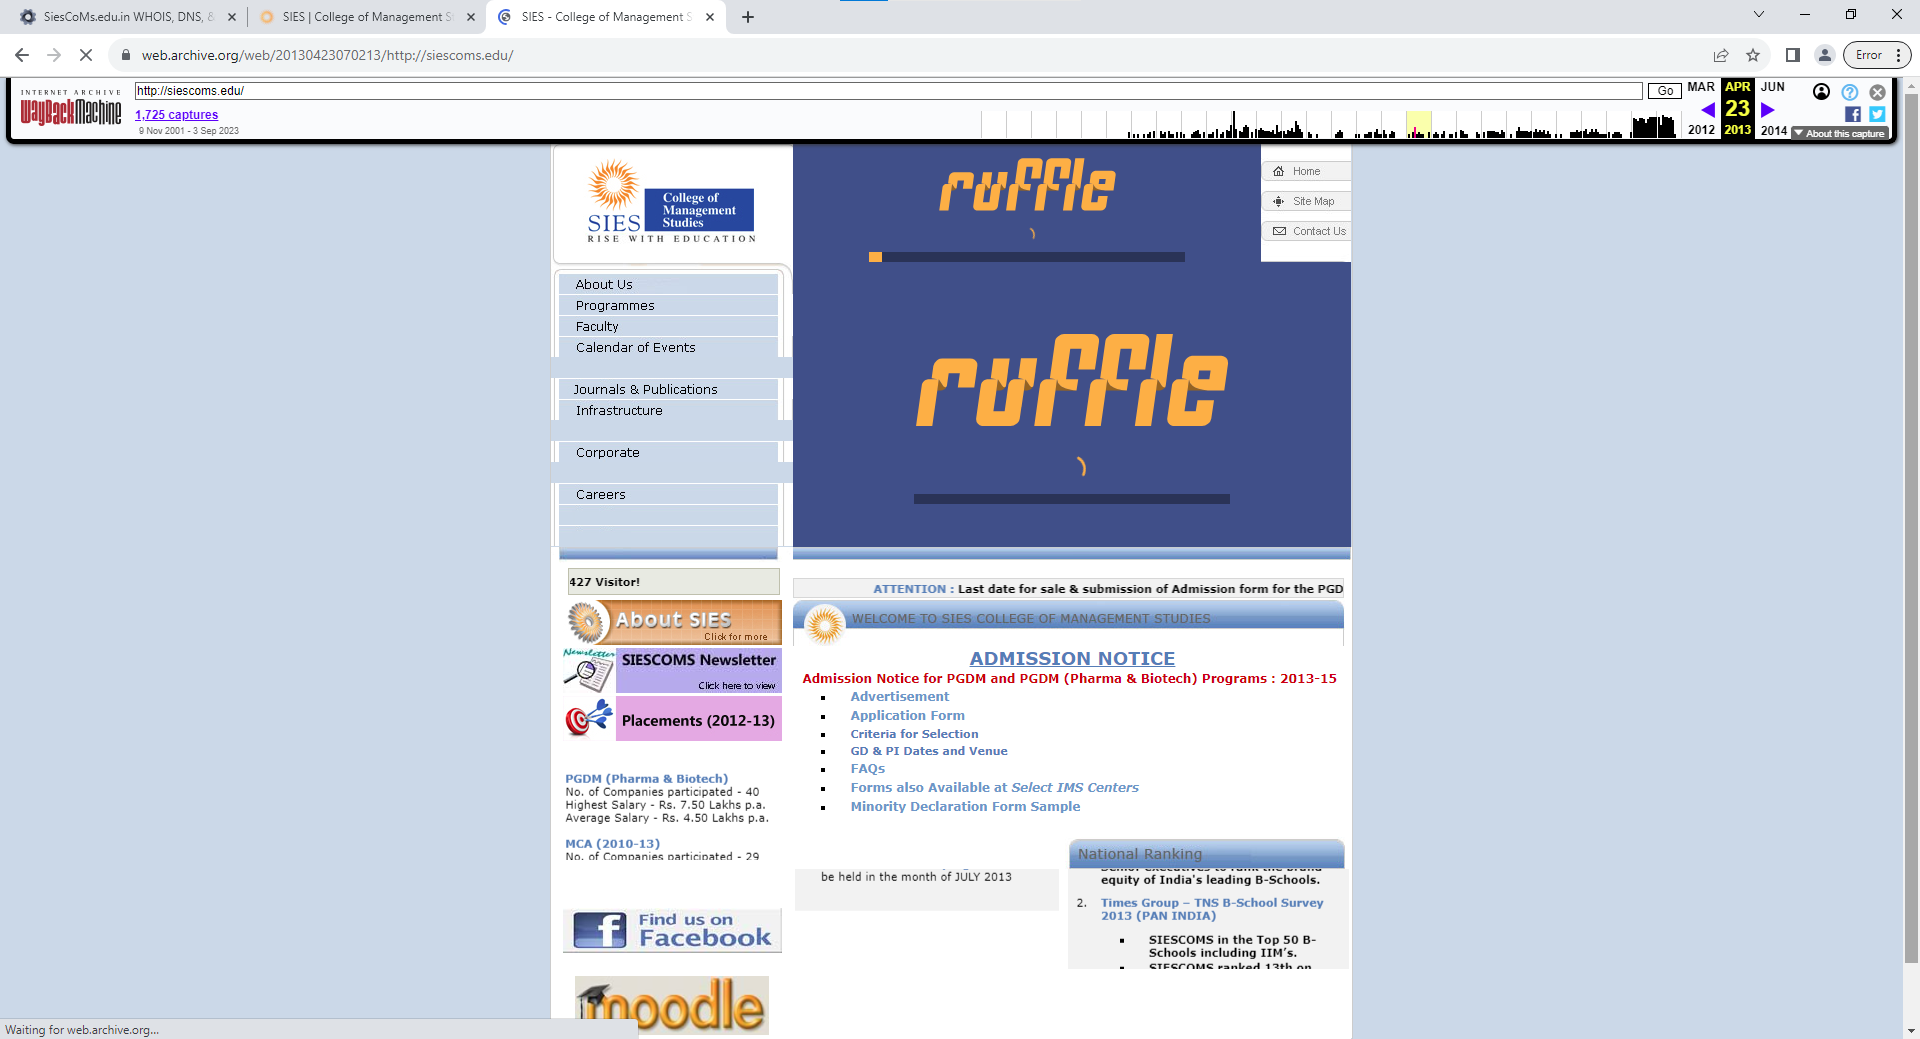 SiesCoMs.edu.in WHOIS, DNS, &
SIES | College of Management S
SIES - College of Management S
web.archive.org/web/20130423070213/http://siescoms.edu/
Error
INTERNET ARCHIVE
WayBackMachine
http://siescoms.edu/
Go
1,725 captures
9 Nov 2001 - 3 Sep 2023
MAR APR JUN
23
2012 2013 2014
About this capture
SIES
College of
Management
Studies
RISE WITH EDUCATION
ruffle
Home
Site Map
Contact Us
About Us
Programmes
Faculty
Calendar of Events
Journals & Publications
Infrastructure
Corporate
Careers
ruffle
427 Visitor!
ATTENTION : Last date for sale & submission of Admission form for the PGD
About SIES
Click for more
Newsletter
SIESCOMS Newsletter
Click here to view
Placements (2012-13)
PGDM (Pharma & Biotech)
No. of Companies participated - 40
Highest Salary - Rs. 7.50 Lakhs p.a.
Average Salary - Rs. 4.50 Lakhs p.a.
MCA (2010-13)
No. of Companies participated - 29
Find us on
Facebook
moodle
WELCOME TO SIES COLLEGE OF MANAGEMENT STUDIES
ADMISSION NOTICE
Admission Notice for PGDM and PGDM (Pharma & Biotech) Programs : 2013-15
Advertisement
Application Form
Criteria for Selection
GD & PI Dates and Venue
FAQs
Forms also Available at Select IMS Centers
Minority Declaration Form Sample
be held in the month of JULY 2013
National Ranking
Senior executives to rank the brand
equity of India's leading B-Schools.
2. Times Group – TNS B-School Survey
2013 (PAN INDIA)
SIESCOMS in the Top 50 B-
Schools including IIM's.
SIESCOMS ranked 13th on
Waiting for web.archive.org...